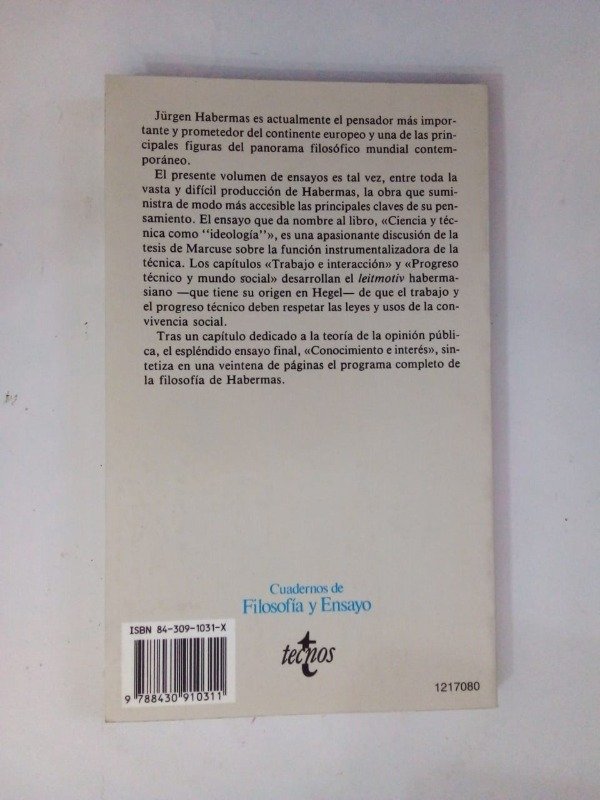 Jürgen Habermas es actualmente el pensador más impor-
tante y prometedor del continente europeo y una de las prin-
cipales figuras del panorama filosófico mundial contem-
poráneo.
El presente volumen de ensayos es tal vez, entre toda la
vasta y difícil producción de Habermas, la obra que sumi-
nistra de modo más accesible las principales claves de su pen-
samiento. El ensayo que da nombre al libro, «Ciencia y téc-
nica como ‘‘ideología’’», es una apasionante discusión de la
tesis de Marcuse sobre la función instrumentalizadora de la
técnica. Los capítulos «Trabajo e interacción» y «Progreso
técnico y mundo social» desarrollan el leitmotiv haberma-
siano —que tiene su origen en Hegel— de que el trabajo y
el progreso técnico deben respetar las leyes y usos de la con-
vivencia social.
Tras un capítulo dedicado a la teoría de la opinión públi-
ca, el espléndido ensayo final, «Conocimiento e interés», sin-
tetiza en una veintena de páginas el programa completo de
la filosofía de Habermas.
Cuadernos de
Filosofía y Ensayo
ISBN 84-309-1031-X
9 788430 910311
tecnos
1217080